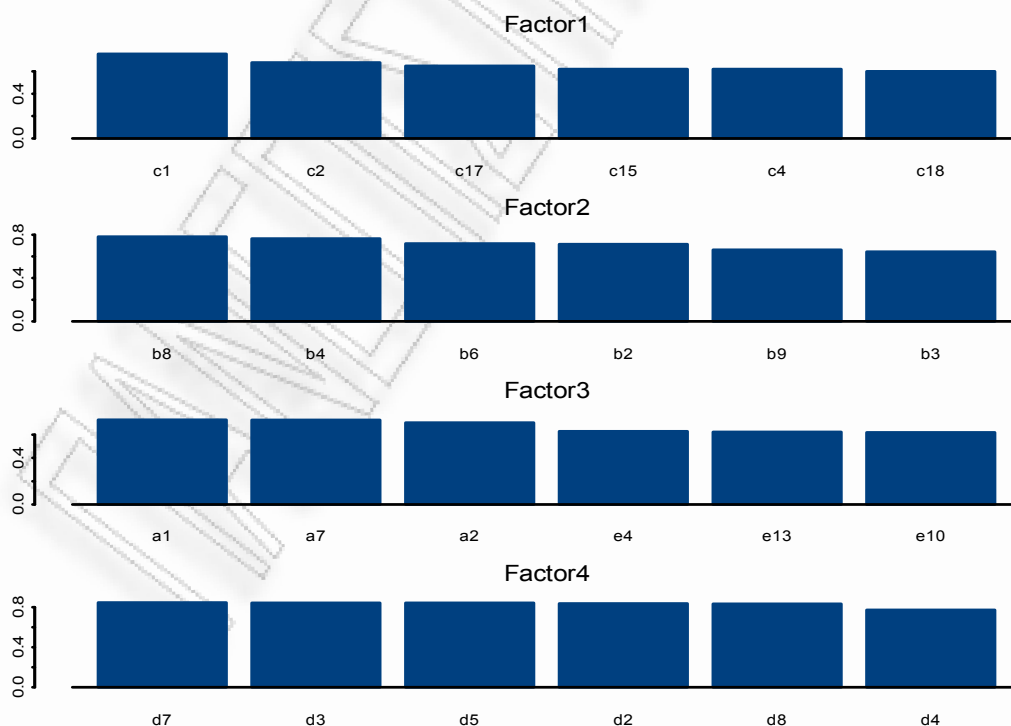 Factor1
0.0 0.4
c1 c2 c17 c15 c4 c18
Factor2
0.0 0.4 0.8
b8 b4 b6 b2 b9 b3
Factor3
0.0 0.4
a1 a7 a2 e4 e13 e10
Factor4
0.0 0.4 0.8
d7 d3 d5 d2 d8 d4